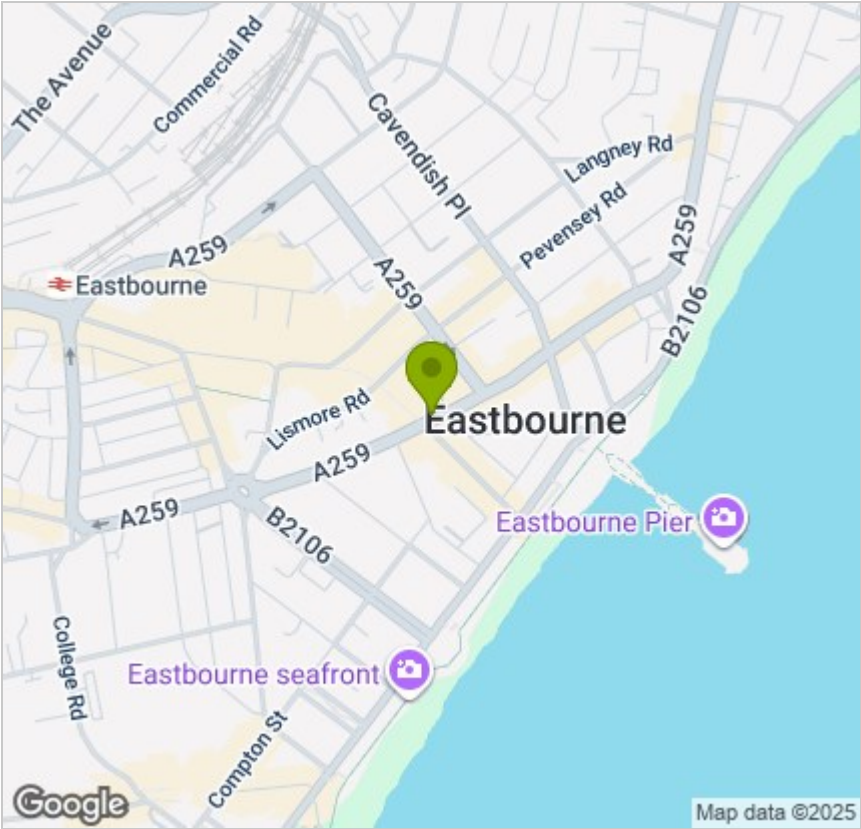 The Avenue
Commercial Rd
Cavendish Pl
Langney Rd
Pevensey Rd
A259
A259
A259
Eastbourne
B2106
Lismore Rd
Eastbourne
A259
A259
B2106
Eastbourne Pier
College Rd
Eastbourne seafront
Compton St
Google
Map data ©2025